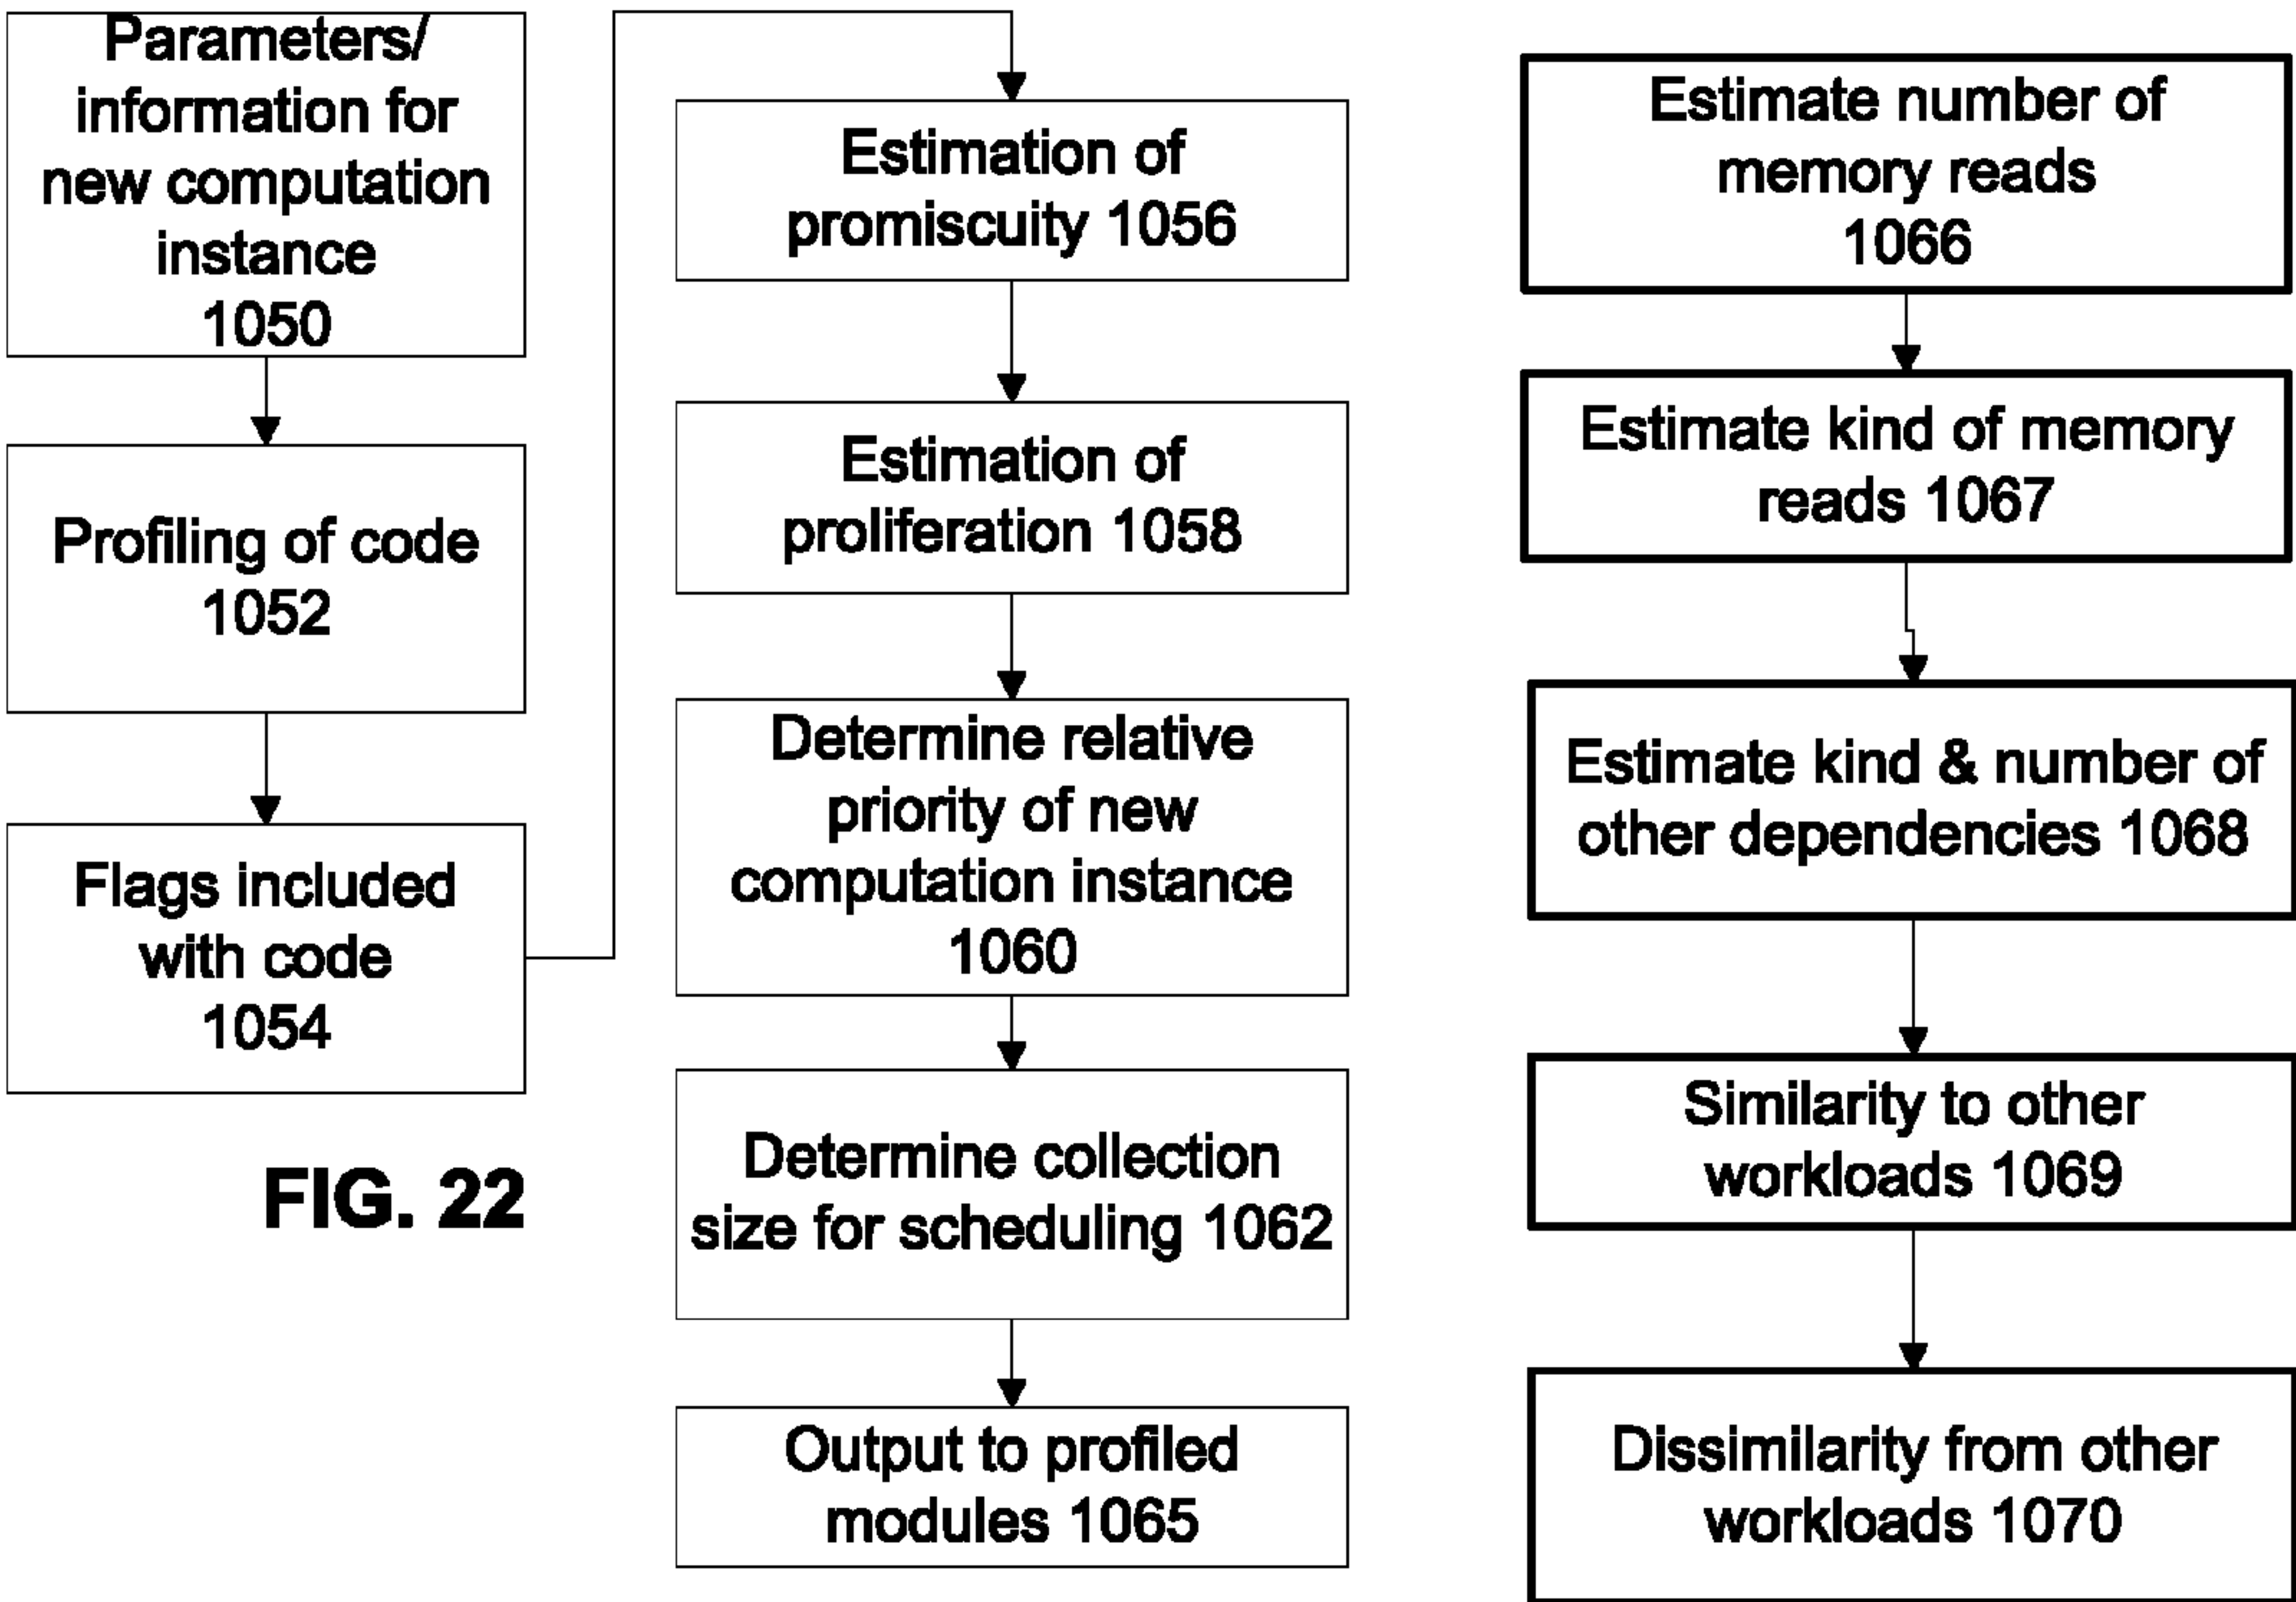 Parameters/
information for
new computation
instance
1050
Profiling of code
1052
Flags included
with code
1054
FIG. 22
Estimation of
promiscuity 1056
Estimation of
proliferation 1058
Determine relative
priority of new
computation instance
1060
Determine collection
size for scheduling 1062
Output to profiled
modules 1065
Estimate number of
memory reads
1066
Estimate kind of memory
reads 1067
Estimate kind & number of
other dependencies 1068
Similarity to other
workloads 1069
Dissimilarity from other
workloads 1070